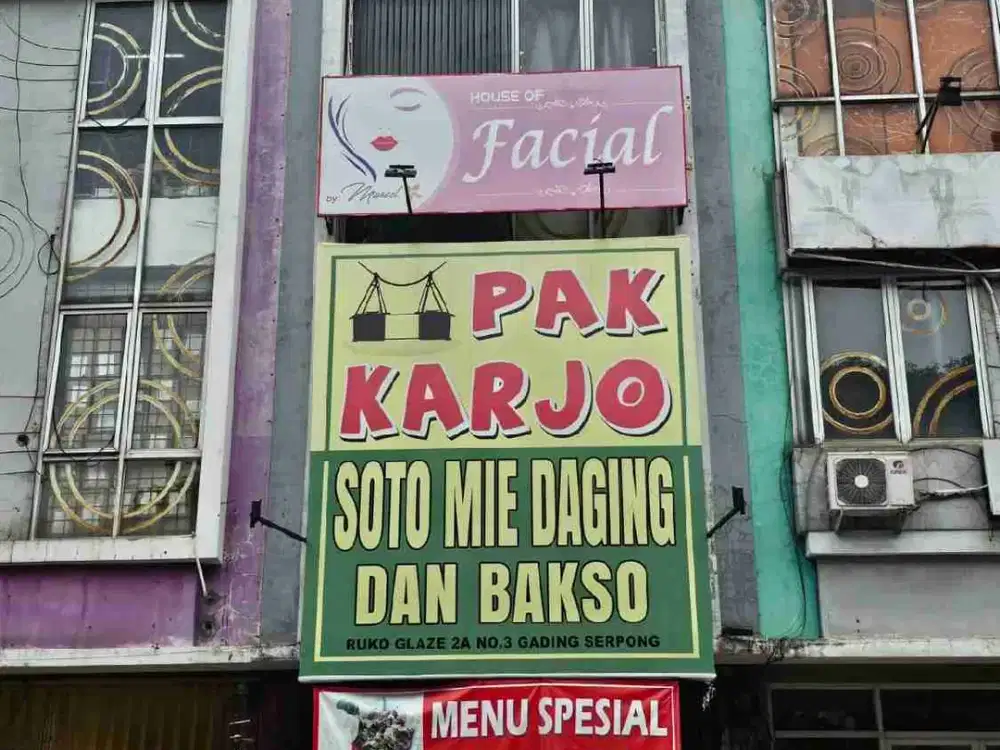 HOUSE OF
Facial
by:
PAK
KARJO
SOTO MIE DAGING
DAN BAKSO
RUKO GLAZE 2A NO.3 GADING SERPONG
MENU SPESIAL